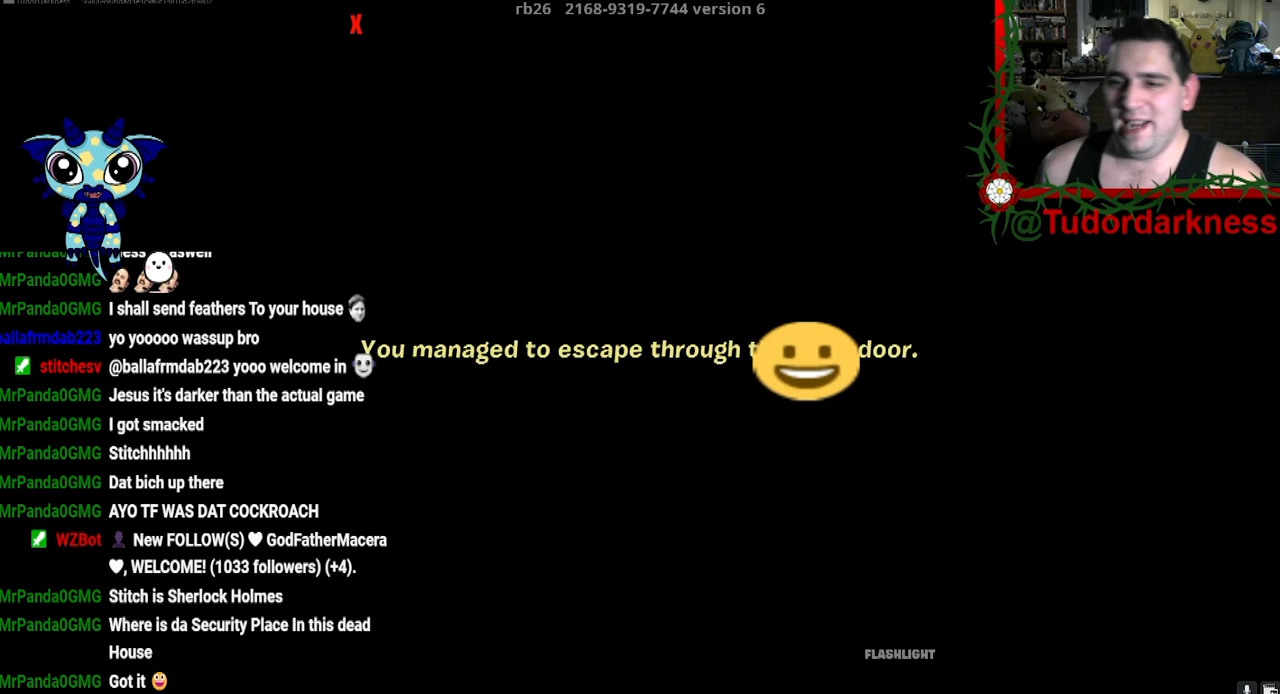 rb26 2168-9319-7744 version 6
X
@Tudordarkness
MrPanda0GMG
MrPanda0GMG I shall send feathers To your house
ballafrmdab223 yo yooooo wassup bro
stitchesv @ballafrmdab223 yooo welcome in
MrPanda0GMG Jesus it's darker than the actual game
MrPanda0GMG I got smacked
MrPanda0GMG Stitchhhhhh
MrPanda0GMG Dat bich up there
MrPanda0GMG AYO TF WAS DAT COCKROACH
WZBot New FOLLOW(S) GodFatherMacera
, WELCOME! (1033 followers) (+4).
MrPanda0GMG Stitch is Sherlock Holmes
MrPanda0GMG Where is da Security Place In this dead
House
MrPanda0GMG Got it
You managed to escape through door.
FLASHLIGHT